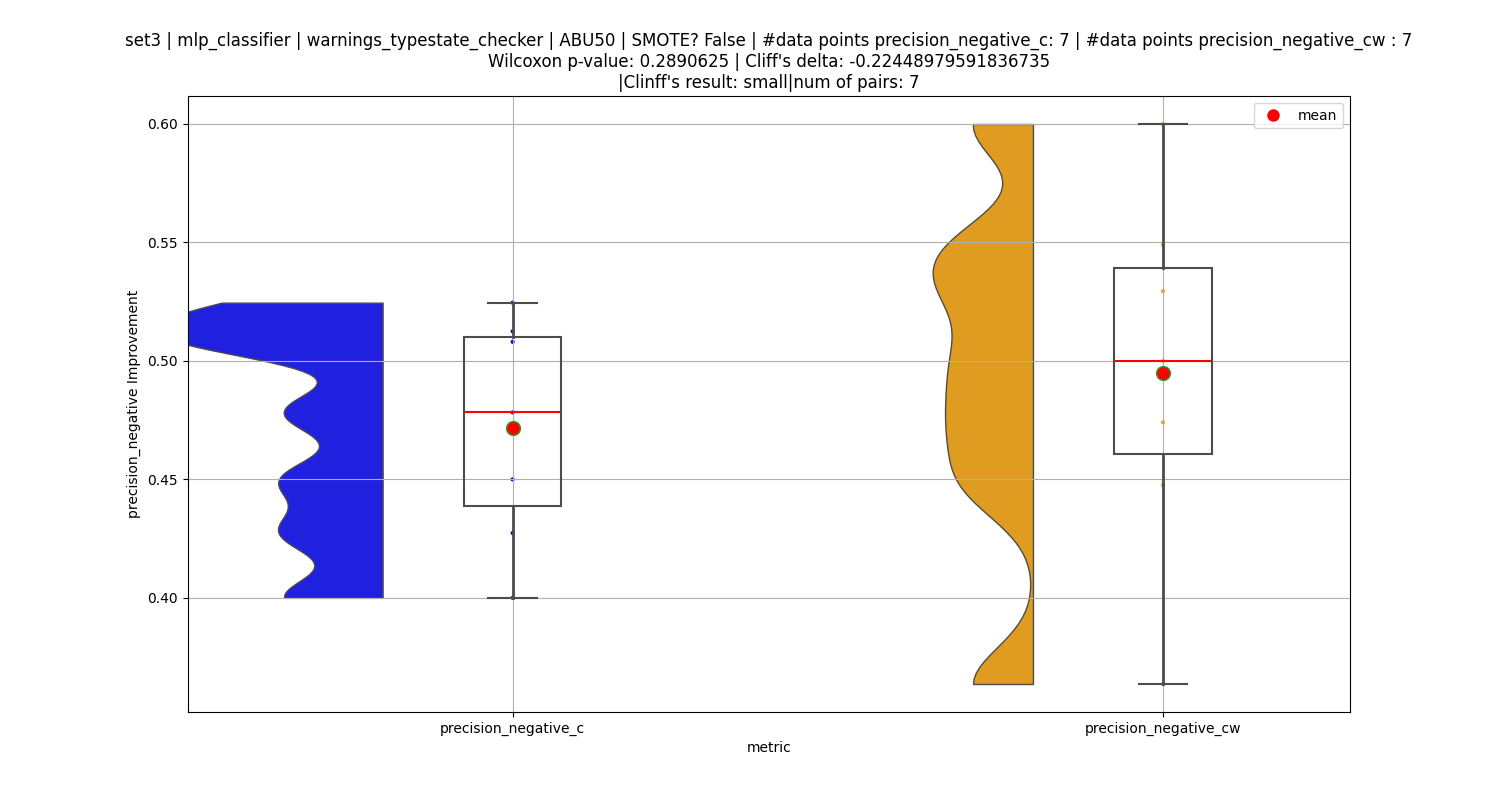 set3 | mlp_classifier | warnings_typestate_checker | ABU50 | SMOTE? False | #data points precision_negative_c: 7 | #data points precision_negative_cw : 7
Wilcoxon p-value: 0.2890625 | Cliff's delta: -0.22448979591836735
|Clinff's result: small|num of pairs: 7
mean
0.60
0.55
0.50
0.45
0.40
precision_negative Improvement
precision_negative_c
precision_negative_cw
metric